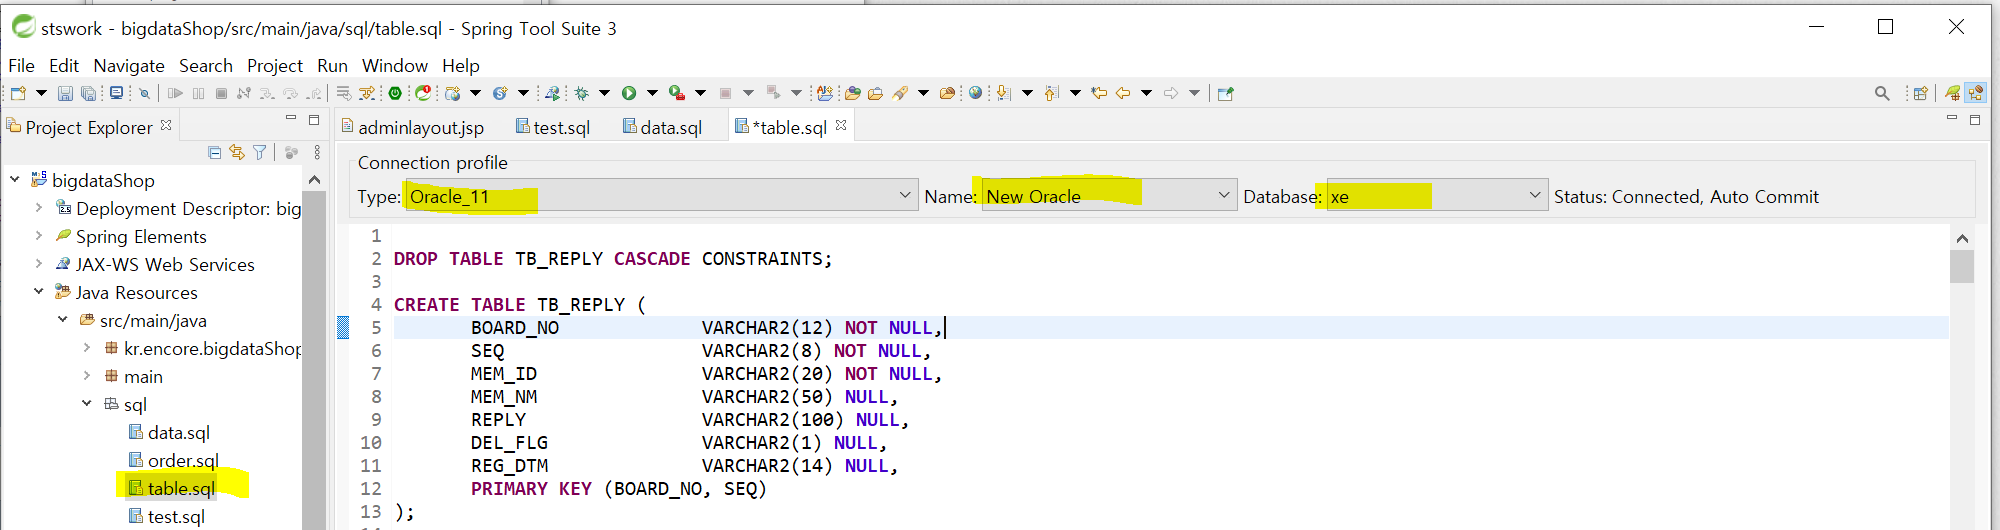 stswork - bigdataShop/src/main/java/sql/table.sql - Spring Tool Suite 3
File Edit Navigate Search Project Run Window Help
Project Explorer
adminlayout.jsp test.sql data.sql *table.sql
bigdataShop
Deployment Descriptor: big
Spring Elements
JAX-WS Web Services
Java Resources
src/main/java
kr.encore.bigdataShop
main
sql
data.sql
order.sql
table.sql
test.sql
Connection profile
Type: Oracle_11 Name: New Oracle Database: xe Status: Connected, Auto Commit
1
2 DROP TABLE TB_REPLY CASCADE CONSTRAINTS;
3
4 CREATE TABLE TB_REPLY (
5 BOARD_NO VARCHAR2(12) NOT NULL,
6 SEQ VARCHAR2(8) NOT NULL,
7 MEM_ID VARCHAR2(20) NOT NULL,
8 MEM_NM VARCHAR2(50) NULL,
9 REPLY VARCHAR2(100) NULL,
10 DEL_FLG VARCHAR2(1) NULL,
11 REG_DTM VARCHAR2(14) NULL,
12 PRIMARY KEY (BOARD_NO, SEQ)
13 );